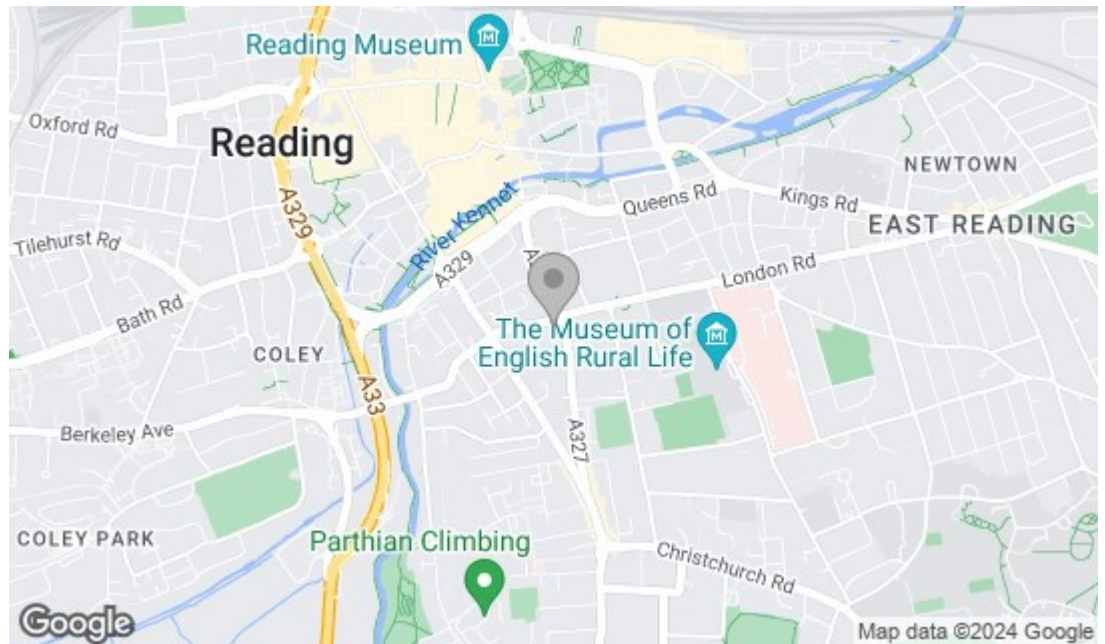 Reading Museum
Oxford Rd
Reading
NEWTOWN
A329
River Kennet
Queens Rd
Kings Rd
EAST READING
Tilehurst Rd
A329
London Rd
Bath Rd
The Museum of
English Rural Life
COLEY
A33
Berkeley Ave
A327
COLEY PARK
Parthian Climbing
Christchurch Rd
Google
Map data ©2024 Google